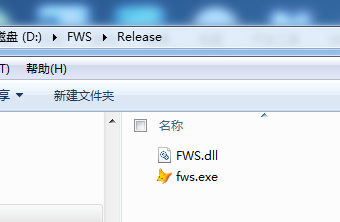 磁盘 (D:) ▸ FWS ▸ Release
T) 帮助(H)
享 ▼ 新建文件夹
名称
FWS.dll
fws.exe